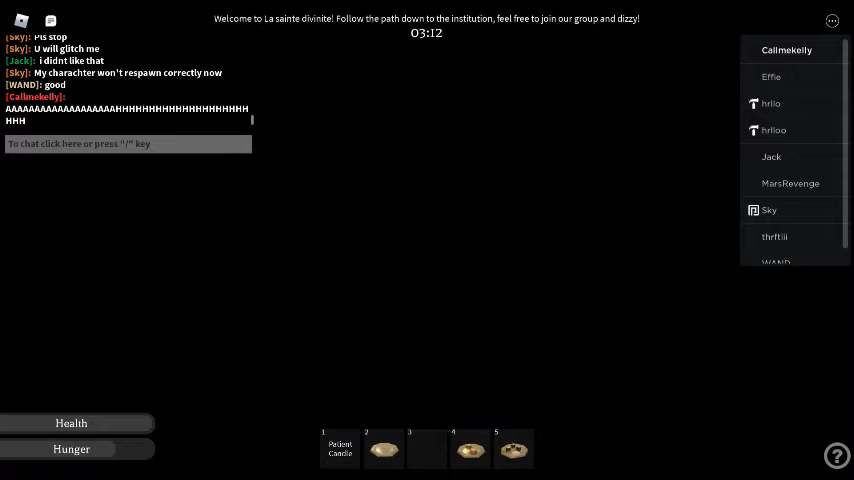 Welcome to La sainte divinite! Follow the path down to the institution, feel free to join our group and dizzy!
03:12
[Sky]: Pls stop
[Sky]: U will glitch me
[Jack]: i didnt like that
[Sky]: My charachter won't respawn correctly now
[WAND]: good
[Callmekelly]:
AAAAAAAAAAAAAAAAAAAHHHHHHHHHHHHHHHHHHHH
HHH
To chat click here or press "/" key
Callmekelly
Effie
hrlio
hrlloo
Jack
MarsRevenge
Sky
thrftiii
WAND
Health
Hunger
1
Patient
Candle
2
3
4
5
?